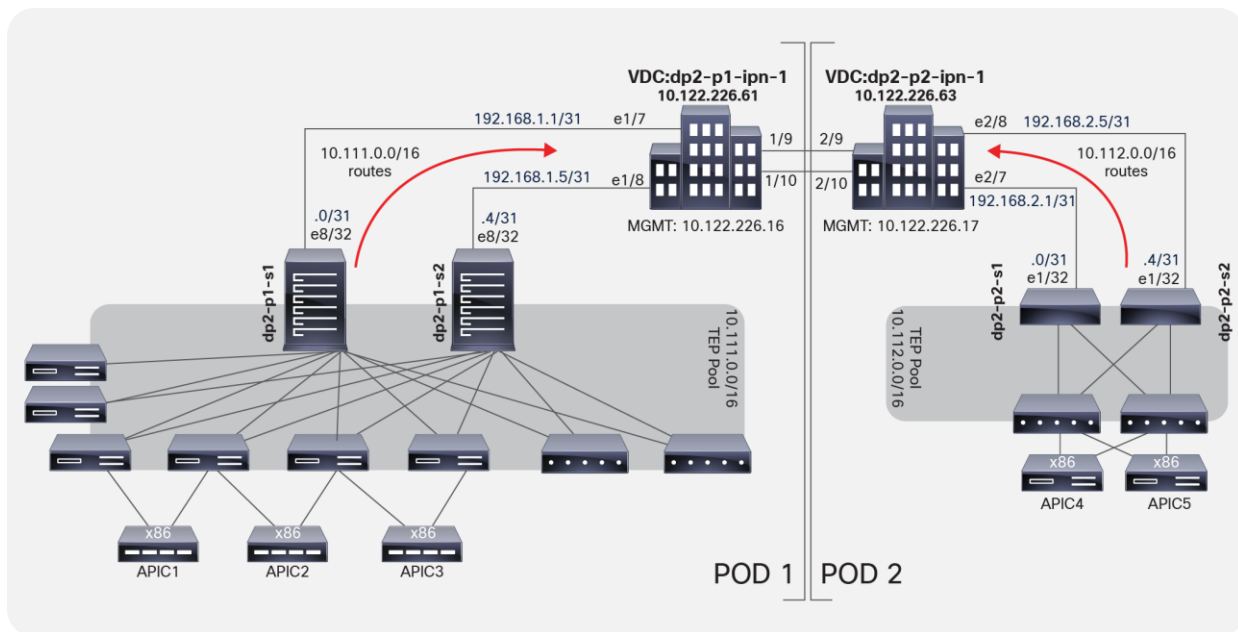 VDC:dp2-p1-ipn-1
10.122.226.61
VDC:dp2-p2-ipn-1
10.122.226.63
192.168.1.1/31
e1/7
e2/8
192.168.2.5/31
1/9
2/9
10.111.0.0/16
routes
10.112.0.0/16
routes
192.168.1.5/31
e1/8
1/10
2/10
e2/7
192.168.2.1/31
MGMT: 10.122.226.16
MGMT: 10.122.226.17
.0/31
e8/32
.4/31
e8/32
.0/31
e1/32
.4/31
e1/32
dp2-p1-s1
dp2-p1-s2
dp2-p2-s1
dp2-p2-s2
10.111.0.0/16
TEP Pool
TEP Pool
10.112.0.0/16
x86
APIC1
x86
APIC2
x86
APIC3
x86
APIC4
x86
APIC5
POD 1
POD 2